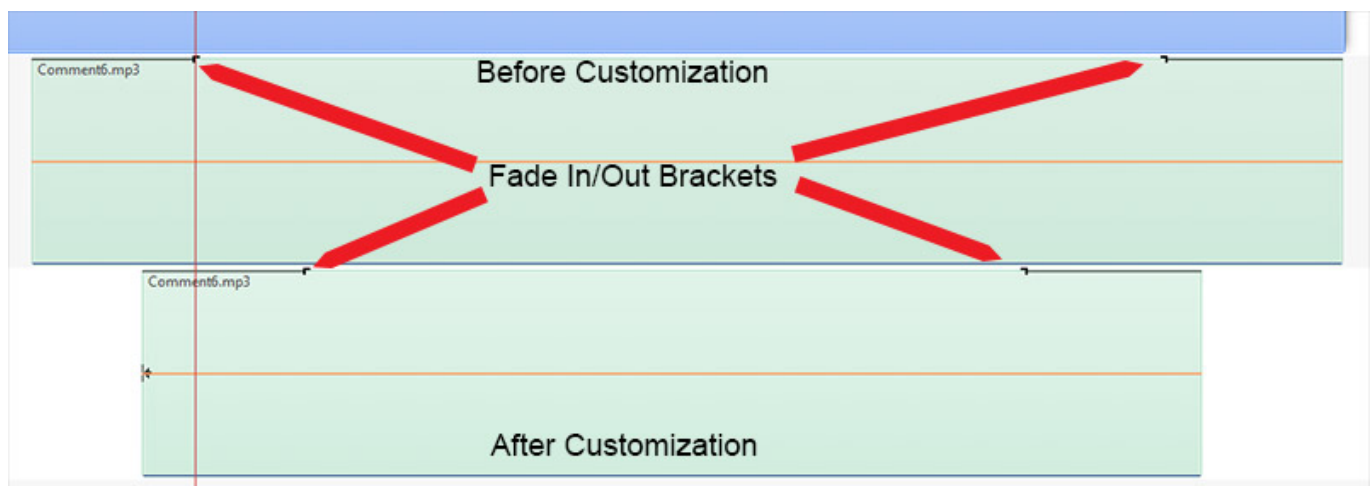 Comment6.mp3
Before Customization
Fade In/Out Brackets
Comment6.mp3
After Customization